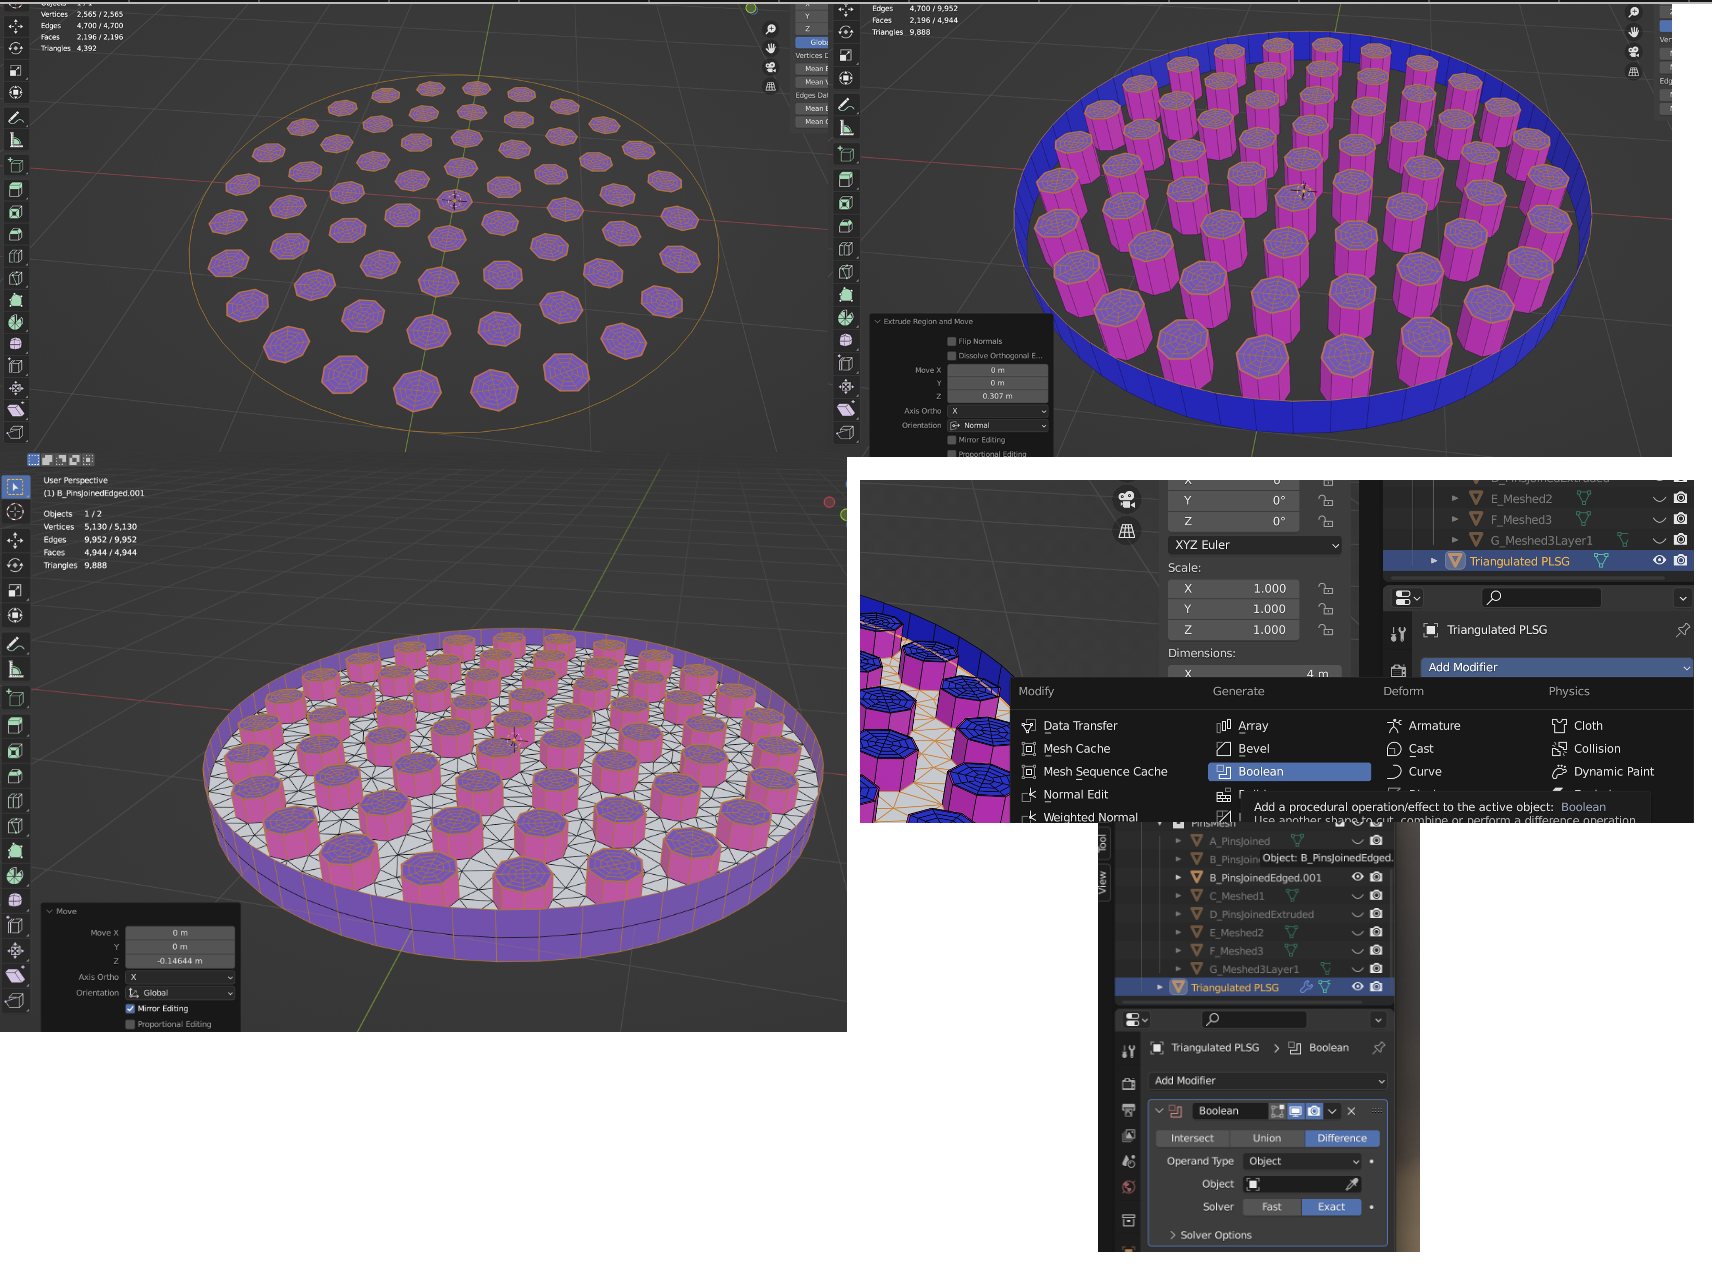 Objects 1 / 1
Vertices 2,565 / 2,565
Edges 4,700 / 4,700
Faces 2,196 / 2,196
Triangles 4,392
Y
Z
Globa
Vertices D
Mean E
Mean V
Edges Dat
Mean E
Mean C
Edges 4,700 / 9,952
Faces 2,196 / 4,944
Triangles 9,888
Ver
Edg
Extrude Region and Move
Flip Normals
Dissolve Orthogonal E...
Move X 0 m
Y 0 m
Z 0.307 m
Axis Ortho X
Orientation Normal
Mirror Editing
Proportional Editing
User Perspective
(1) B_PinsJoinedEdged.001
Objects 1 / 2
Vertices 5,130 / 5,130
Edges 9,952 / 9,952
Faces 4,944 / 4,944
Triangles 9,888
Move
Move X 0 m
Y 0 m
Z -0.14644 m
Axis Ortho X
Orientation Global
Mirror Editing
Proportional Editing
X 0°
Y 0°
Z 0°
XYZ Euler
Scale:
X 1.000
Y 1.000
Z 1.000
Dimensions:
X 4 m
D_PinsJoinedExtruded
E_Meshed2
F_Meshed3
G_Meshed3Layer1
Triangulated PLSG
Triangulated PLSG
Add Modifier
Modify Generate Deform Physics
Data Transfer Array Armature Cloth
Mesh Cache Bevel Cast Collision
Mesh Sequence Cache Boolean Curve Dynamic Paint
Normal Edit
Weighted Normal
Add a procedural operation/effect to the active object: Boolean
Use another shape to cut, combine or perform a difference operation
Tool
View
PinsMesh
A_PinsJoined
B_PinsJoin
Object: B_PinsJoinedEdged.
B_PinsJoinedEdged.001
C_Meshed1
D_PinsJoinedExtruded
E_Meshed2
F_Meshed3
G_Meshed3Layer1
Triangulated PLSG
Triangulated PLSG > Boolean
Add Modifier
Boolean
Intersect Union Difference
Operand Type Object
Object
Solver Fast Exact
Solver Options